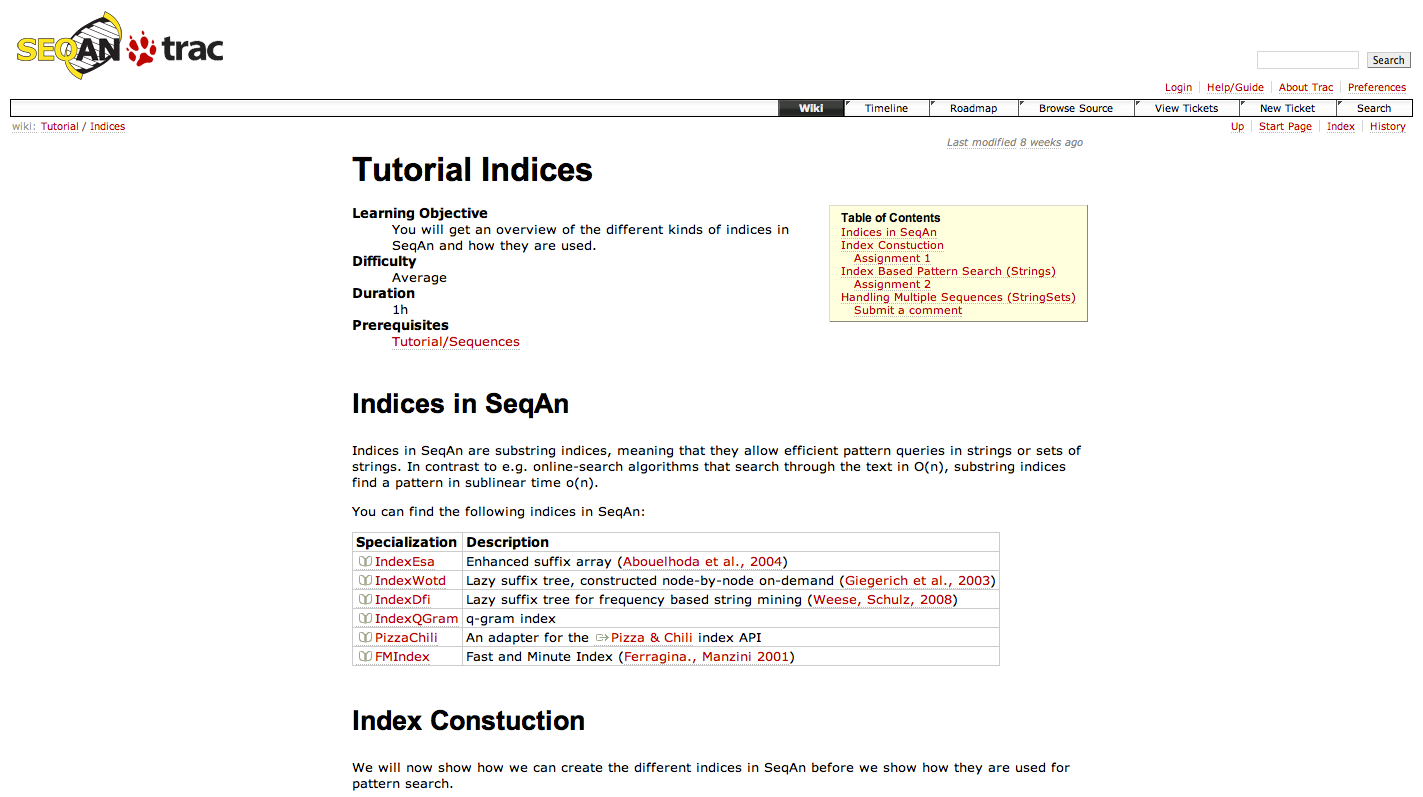 SEQAN trac
Search
Login Help/Guide About Trac Preferences
Wiki Timeline Roadmap Browse Source View Tickets New Ticket Search
wiki: Tutorial / Indices
Up Start Page Index History
Last modified 8 weeks ago
Tutorial Indices
Learning Objective
You will get an overview of the different kinds of indices in
SeqAn and how they are used.
Difficulty
Average
Duration
1h
Prerequisites
Tutorial/Sequences
Table of Contents
Indices in SeqAn
Index Constuction
Assignment 1
Index Based Pattern Search (Strings)
Assignment 2
Handling Multiple Sequences (StringSets)
Submit a comment
Indices in SeqAn
Indices in SeqAn are substring indices, meaning that they allow efficient pattern queries in strings or sets of
strings. In contrast to e.g. online-search algorithms that search through the text in O(n), substring indices
find a pattern in sublinear time o(n).
You can find the following indices in SeqAn:
Specialization Description
IndexEsa Enhanced suffix array (Abouelhoda et al., 2004)
IndexWotd Lazy suffix tree, constructed node-by-node on-demand (Giegerich et al., 2003)
IndexDfi Lazy suffix tree for frequency based string mining (Weese, Schulz, 2008)
IndexQGram q-gram index
PizzaChili An adapter for the Pizza & Chili index API
FMIndex Fast and Minute Index (Ferragina., Manzini 2001)
Index Constuction
We will now show how we can create the different indices in SeqAn before we show how they are used for
pattern search.